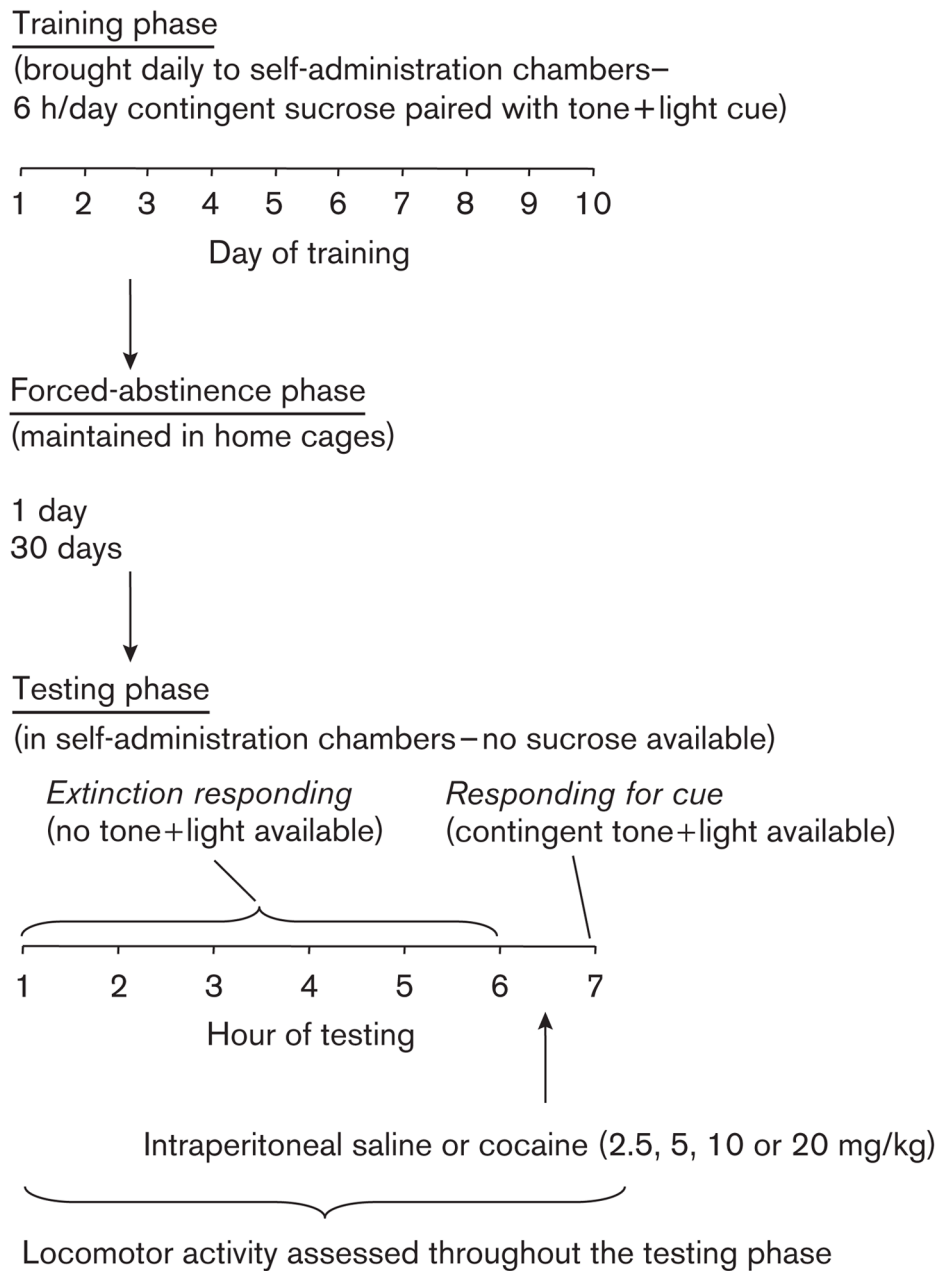 Training phase
(brought daily to self-administration chambers–
6 h/day contingent sucrose paired with tone+light cue)
1 2 3 4 5 6 7 8 9 10
Day of training
Forced-abstinence phase
(maintained in home cages)
1 day
30 days
Testing phase
(in self-administration chambers–no sucrose available)
Extinction responding
(no tone+light available)
Responding for cue
(contingent tone+light available)
1 2 3 4 5 6 7
Hour of testing
Intraperitoneal saline or cocaine (2.5, 5, 10 or 20 mg/kg)
Locomotor activity assessed throughout the testing phase